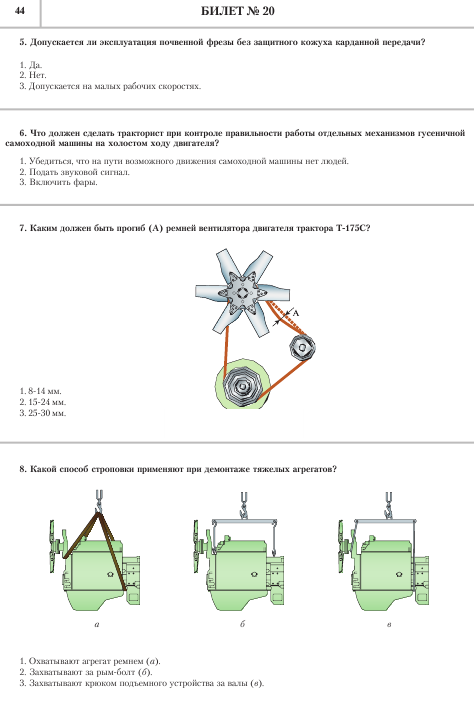 44
БИЛЕТ № 20
5. Допускается ли эксплуатация почвенной фрезы без защитного кожуха карданной передачи?
1. Да.
2. Нет.
3. Допускается на малых рабочих скоростях.
6. Что должен сделать тракторист при контроле правильности работы отдельных механизмов гусеничной
самоходной машины на холостом ходу двигателя?
1. Убедиться, что на пути возможного движения самоходной машины нет людей.
2. Подать звуковой сигнал.
3. Включить фары.
7. Каким должен быть прогиб (А) ремней вентилятора двигателя трактора Т-175С?
А
1. 8-14 мм.
2. 15-24 мм.
3. 25-30 мм.
8. Какой способ строповки применяют при демонтаже тяжелых агрегатов?
а б в
1. Охватывают агрегат ремнем (а).
2. Захватывают за рым-болт (б).
3. Захватывают крюком подъемного устройства за валы (в).